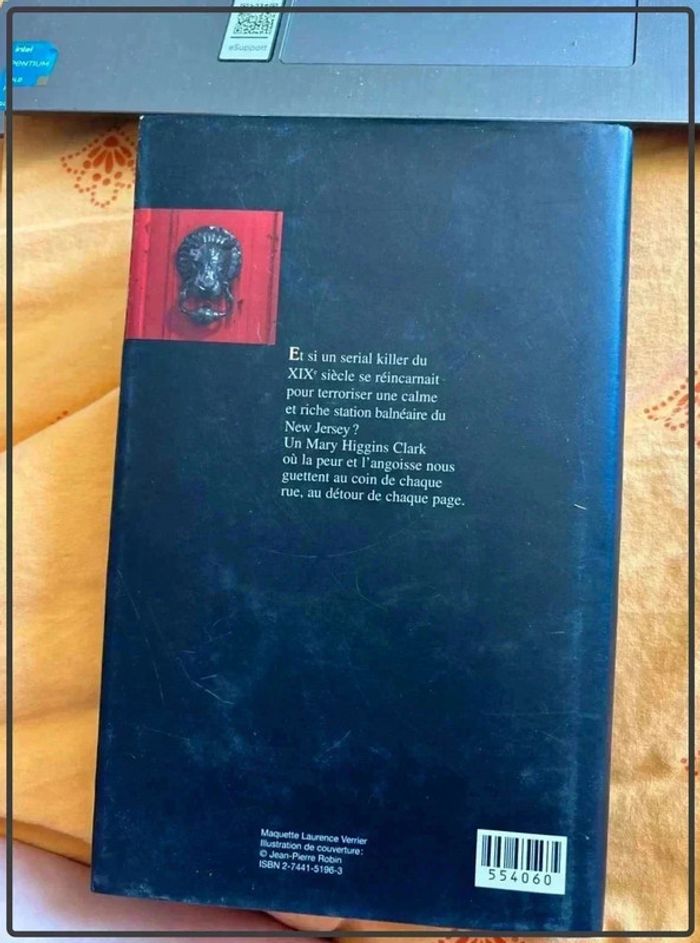 eSupport
intel
PENTIUM
Et si un serial killer du
XIXe siècle se réincarnait
pour terroriser une calme
et riche station balnéaire du
New Jersey ?
Un Mary Higgins Clark
où la peur et l'angoisse nous
guettent au coin de chaque
rue, au détour de chaque page.
Maquette Laurence Verrier
Illustration de couverture :
© Jean-Pierre Robin
ISBN 2-7441-5196-3
554060